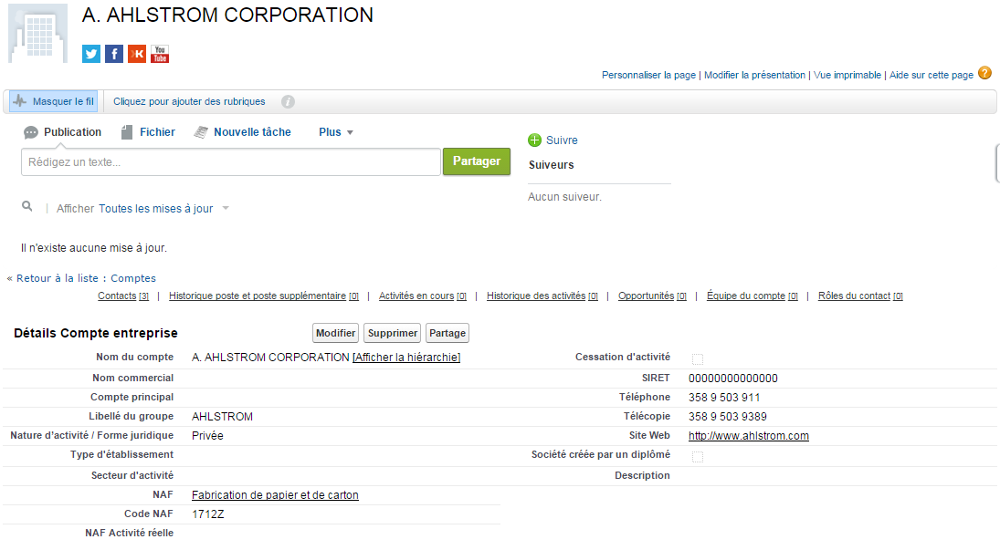 A. AHLSTROM CORPORATION
You Tube
Personnaliser la page | Modifier la présentation | Vue imprimable | Aide sur cette page ?
Masquer le fil Cliquez pour ajouter des rubriques i
Publication Fichier Nouvelle tâche Plus
Rédigez un texte... Partager
Suivre
Suiveurs
Aucun suiveur.
Afficher Toutes les mises à jour
Il n'existe aucune mise à jour.
« Retour à la liste : Comptes
Contacts [3] | Historique poste et poste supplémentaire [0] | Activités en cours [0] | Historique des activités [0] | Opportunités [0] | Équipe du compte [0] | Rôles du contact [0]
Détails Compte entreprise Modifier Supprimer Partage
Nom du compte A. AHLSTROM CORPORATION [Afficher la hiérarchie] Cessation d'activité
Nom commercial SIRET 00000000000000
Compte principal Téléphone 358 9 503 911
Libellé du groupe AHLSTROM Télécopie 358 9 503 9389
Nature d'activité / Forme juridique Privée Site Web http://www.ahlstrom.com
Type d'établissement Société créée par un diplômé
Secteur d'activité Description
NAF Fabrication de papier et de carton
Code NAF 1712Z
NAF Activité réelle